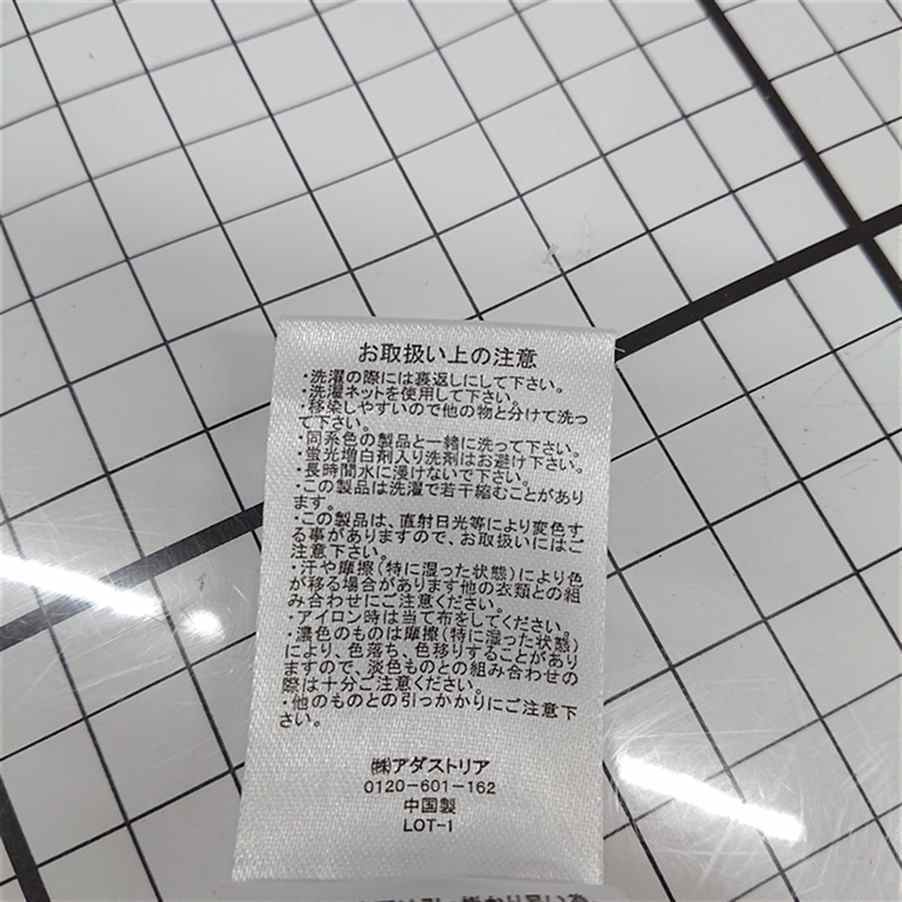 お取扱い上の注意
・洗濯の際には裏返しにして下さい。
・洗濯ネットを使用して下さい。
・移染しやすいので他の物と分けて洗っ
て下さい。
・同系色の製品と一緒に洗って下さい。
・蛍光増白剤入り洗剤はお避け下さい。
・長時間水に浸けないで下さい。
・この製品は洗濯で若干縮むことがあり
ます。
・この製品は、直射日光等により変色す
る事がありますので、お取扱いにはご
注意下さい。
・汗や摩擦(特に湿った状態)により色
が移る場合があります他の衣類との組
み合わせにご注意ください。
・アイロン時は当て布をしてください。
・濃色のものは摩擦(特に湿った状態)
により、色落ち、色移りすることがあり
ますので、淡色ものとの組み合わせの
際は十分ご注意ください。
・他のものとの引っかかりにご注意下
さい。
㈱アダストリア
0120-601-162
中国製
LOT-1